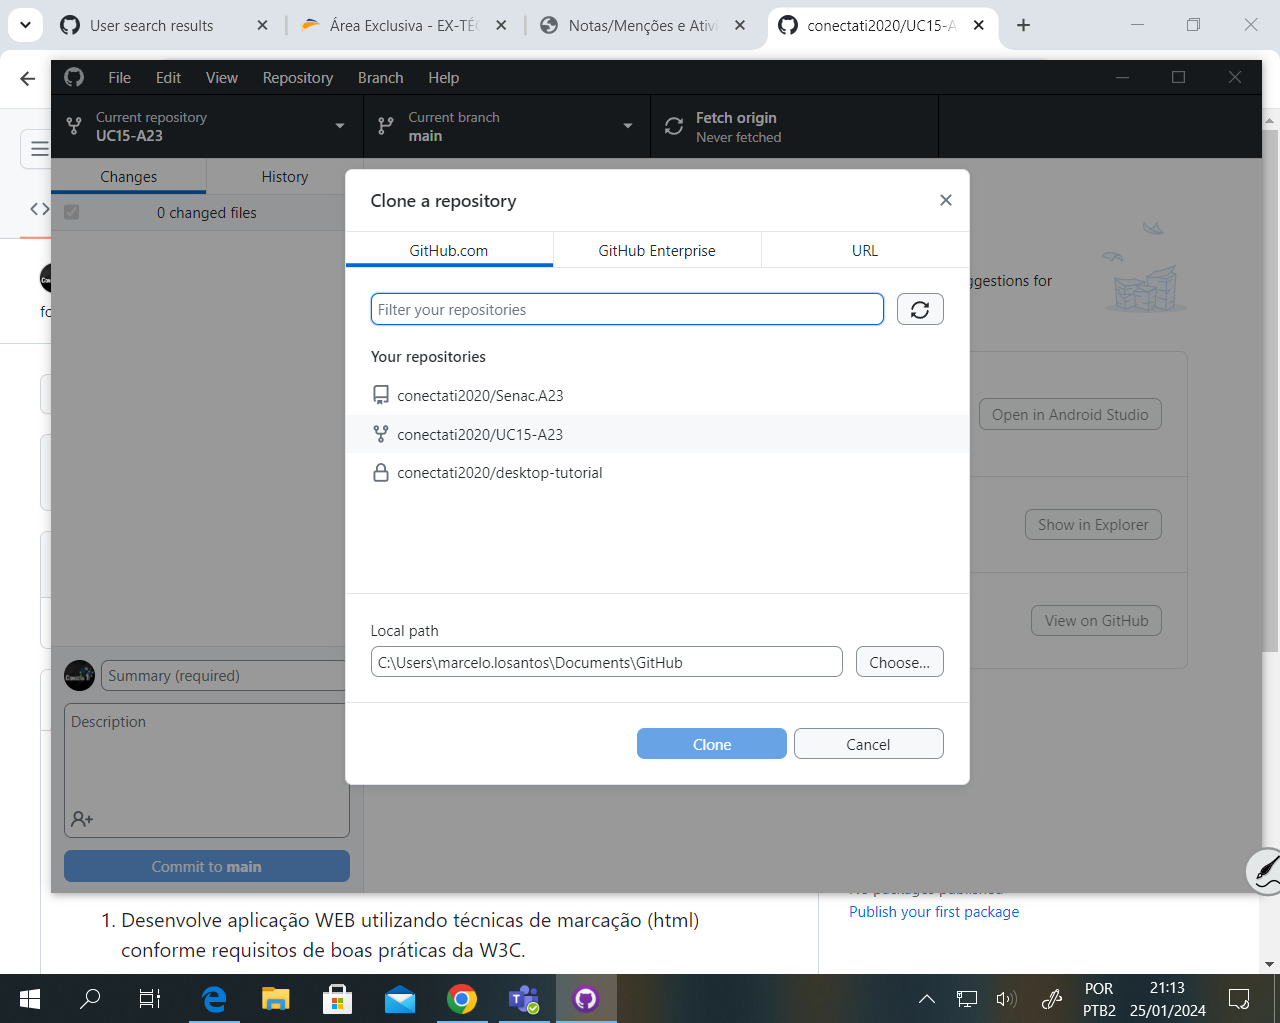 User search results
Área Exclusiva - EX-TÉC
Notas/Menções e Ativi
conectati2020/UC15-A
File Edit View Repository Branch Help
Current repository
UC15-A23
Current branch
main
Fetch origin
Never fetched
Changes History
0 changed files
Clone a repository
GitHub.com GitHub Enterprise URL
ggestions for
Filter your repositories
Your repositories
conectati2020/Senac.A23
Open in Android Studio
conectati2020/UC15-A23
conectati2020/desktop-tutorial
Show in Explorer
View on GitHub
Local path
C:\Users\marcelo.losantos\Documents\GitHub
Choose...
Summary (required)
Description
Clone Cancel
Commit to main
No packages published
Publish your first package
1. Desenvolve aplicação WEB utilizando técnicas de marcação (html)
conforme requisitos de boas práticas da W3C.
POR
PTB2
21:13
25/01/2024